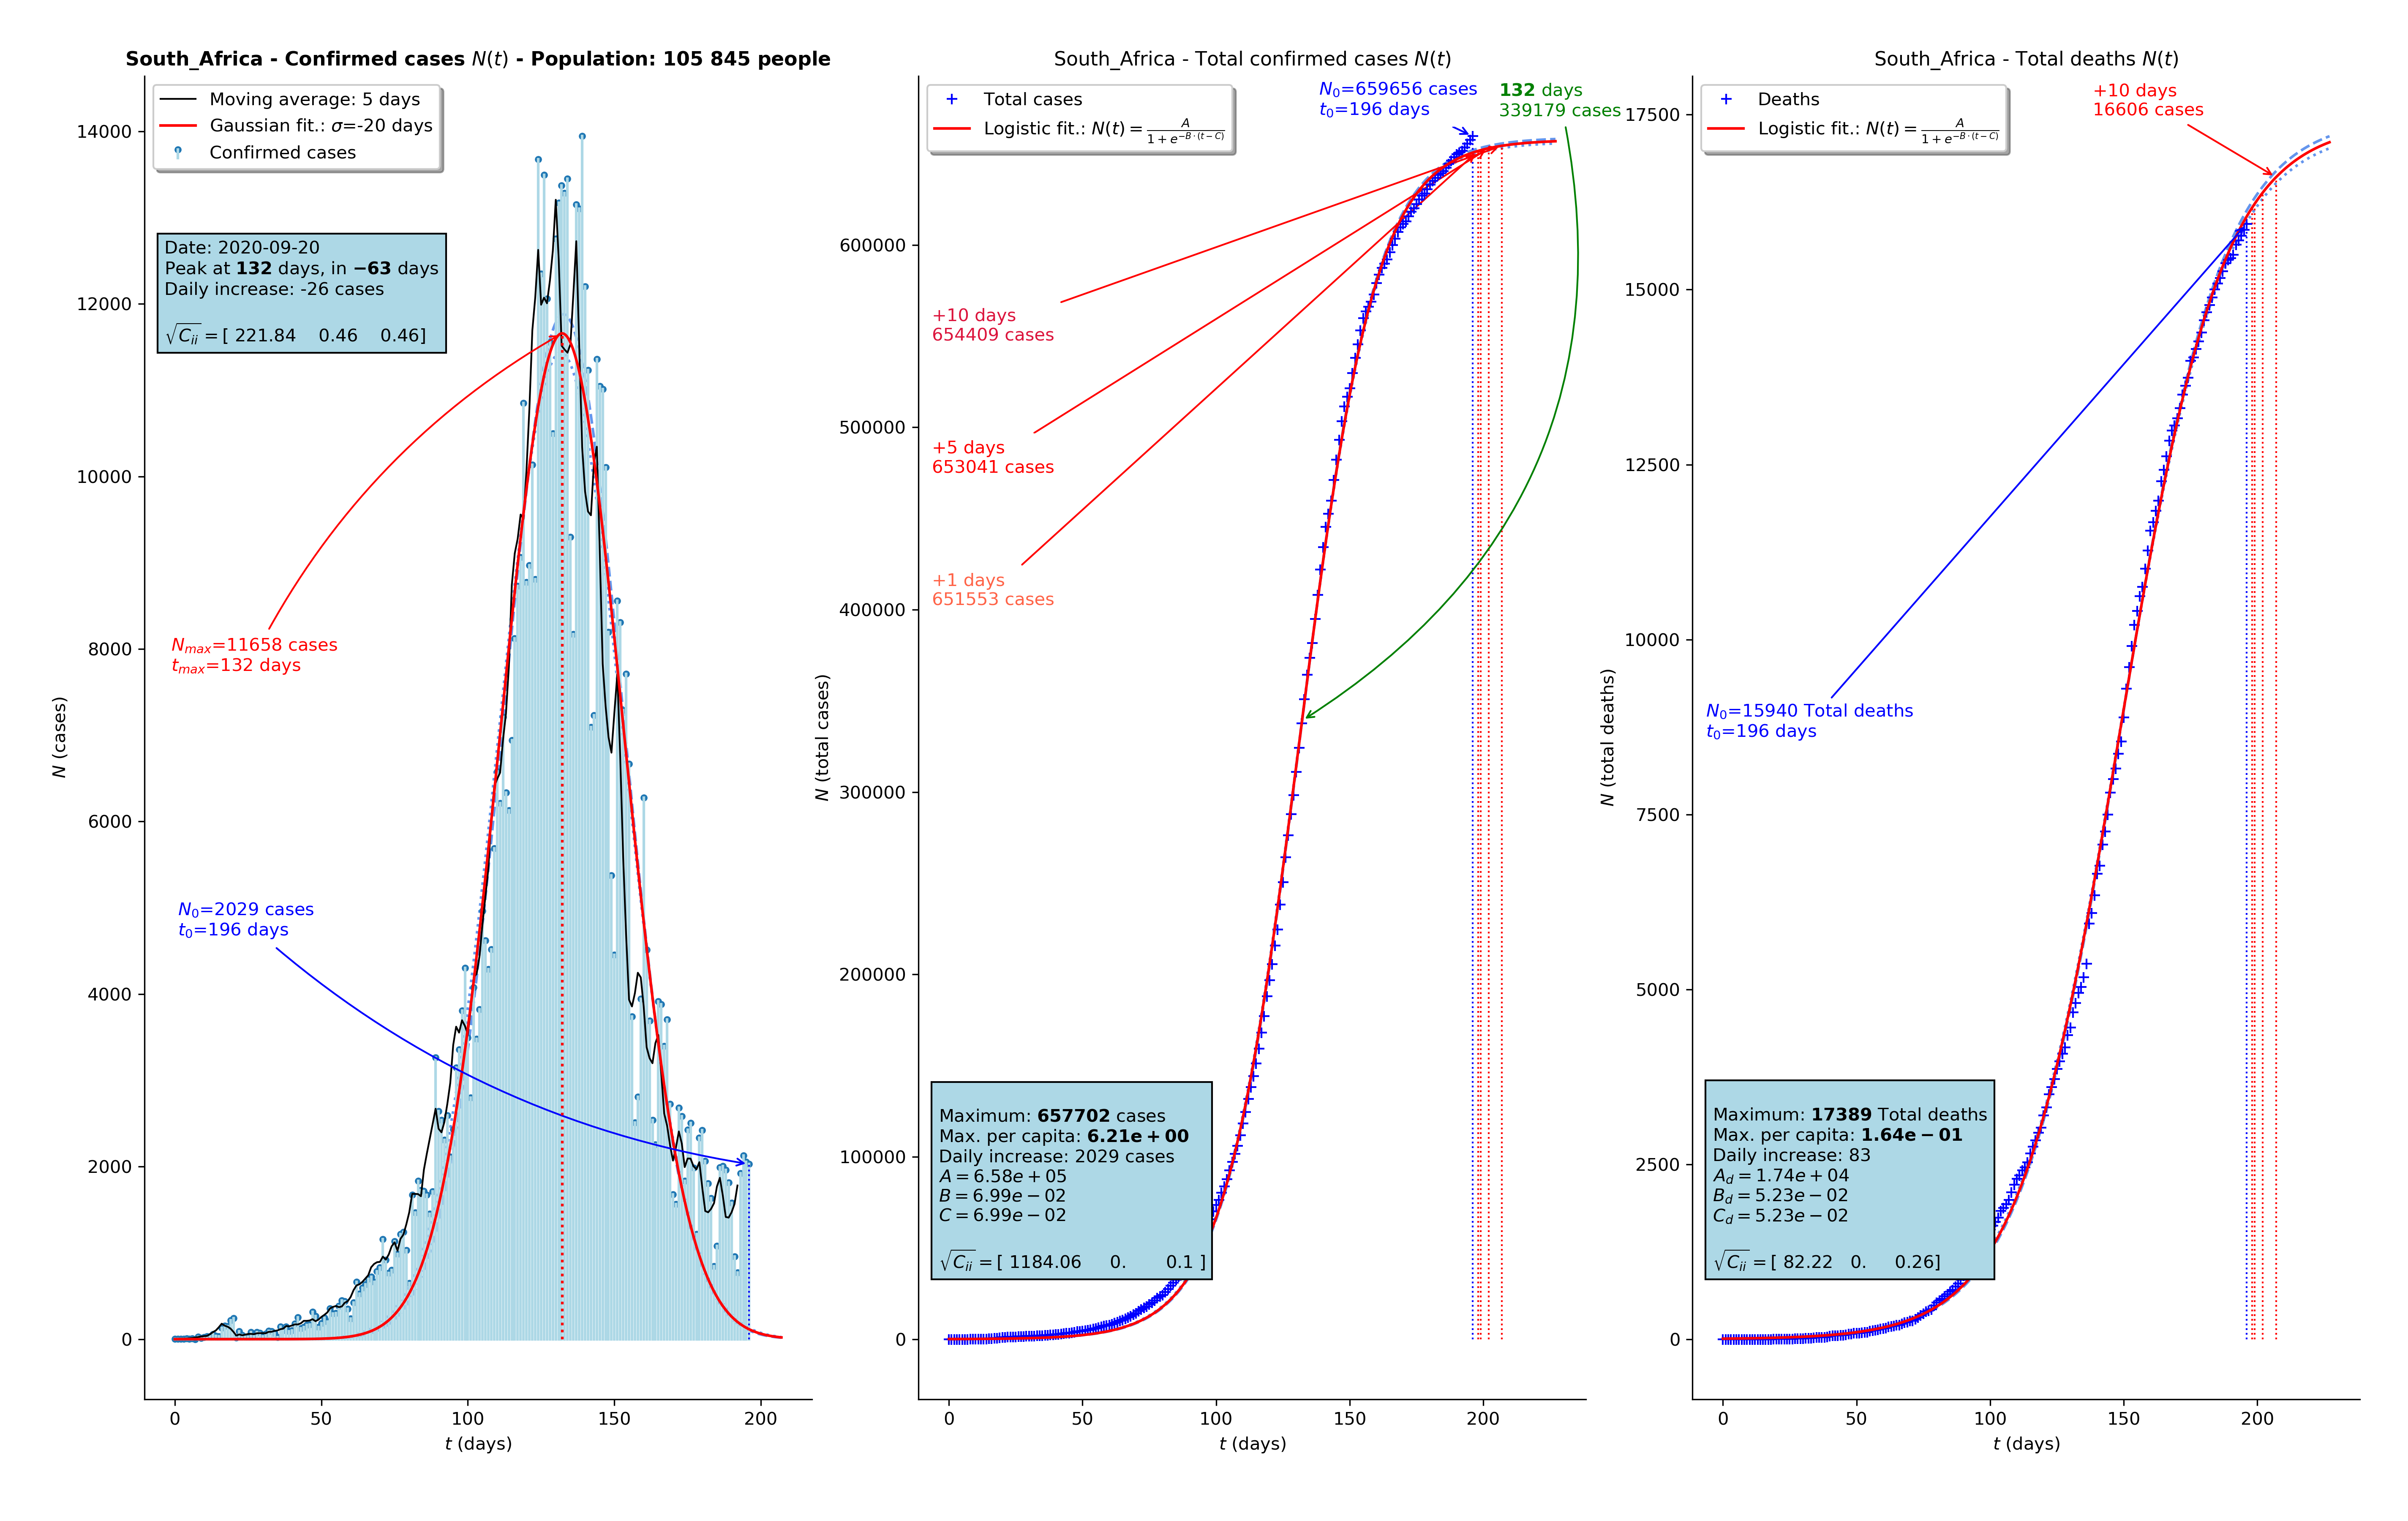 South_Africa - Confirmed cases N(t) - Population: 105 845 people
Moving average: 5 days
Gaussian fit.: σ=-20 days
Confirmed cases
Date: 2020-09-20
Peak at 132 days, in −63 days
Daily increase: -26 cases
√C_ii = [ 221.84 0.46 0.46]
N_max=11658 cases
t_max=132 days
N_0=2029 cases
t_0=196 days
N (cases)
14000
12000
10000
8000
6000
4000
2000
0
0 50 100 150 200
t (days)
South_Africa - Total confirmed cases N(t)
Total cases
Logistic fit.: N(t) = A / (1 + e^{−B·(t−C)})
N_0=659656 cases
t_0=196 days
132 days
339179 cases
+10 days
654409 cases
+5 days
653041 cases
+1 days
651553 cases
Maximum: 657702 cases
Max. per capita: 6.21e + 00
Daily increase: 2029 cases
A = 6.58e + 05
B = 6.99e − 02
C = 6.99e − 02
√C_ii = [ 1184.06 0. 0.1 ]
N (total cases)
600000
500000
400000
300000
200000
100000
0
0 50 100 150 200
t (days)
South_Africa - Total deaths N(t)
Deaths
Logistic fit.: N(t) = A / (1 + e^{−B·(t−C)})
+10 days
16606 cases
N_0=15940 Total deaths
t_0=196 days
Maximum: 17389 Total deaths
Max. per capita: 1.64e − 01
Daily increase: 83
A_d = 1.74e + 04
B_d = 5.23e − 02
C_d = 5.23e − 02
√C_ii = [ 82.22 0. 0.26]
N (total deaths)
17500
15000
12500
10000
7500
5000
2500
0
0 50 100 150 200
t (days)